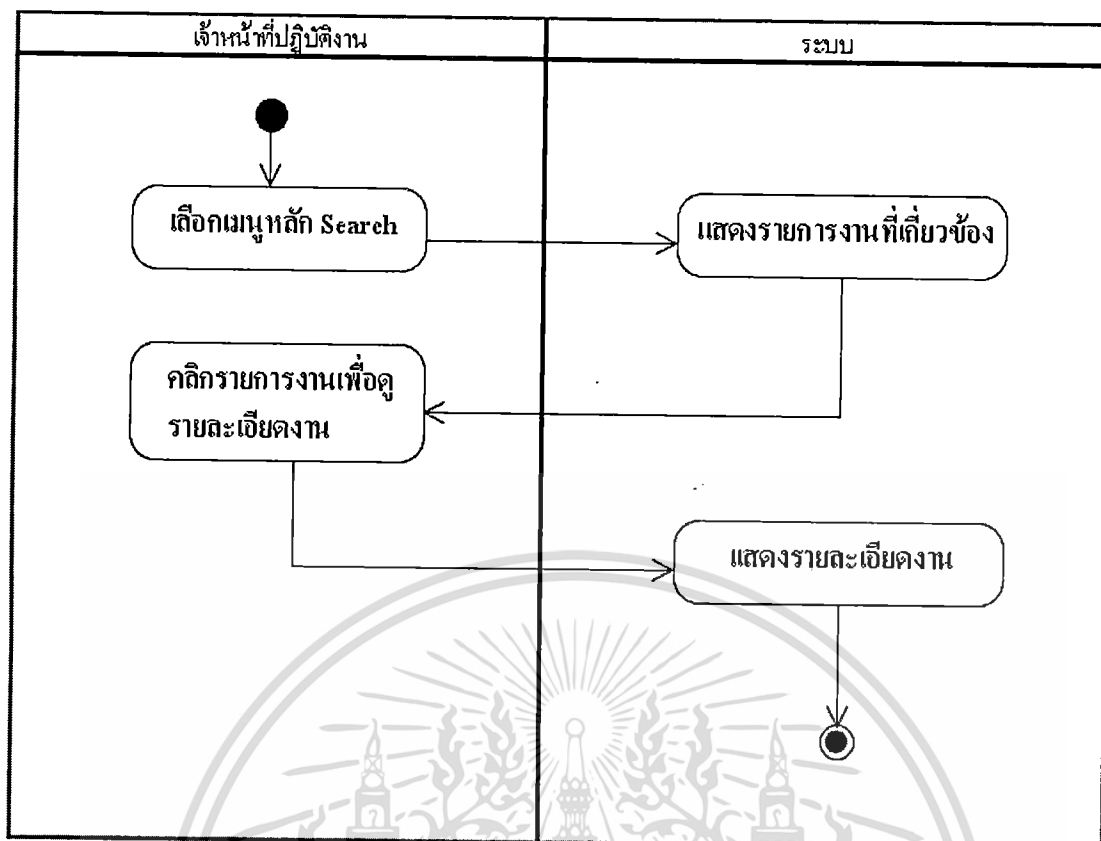 เจ้าหน้าที่ปฏิบัติงาน
ระบบ
เลือกเมนูหลัก Search
แสดงรายการงานที่เกี่ยวข้อง
คลิกรายการงานเพื่อดู
รายละเอียดงาน
แสดงรายละเอียดงาน